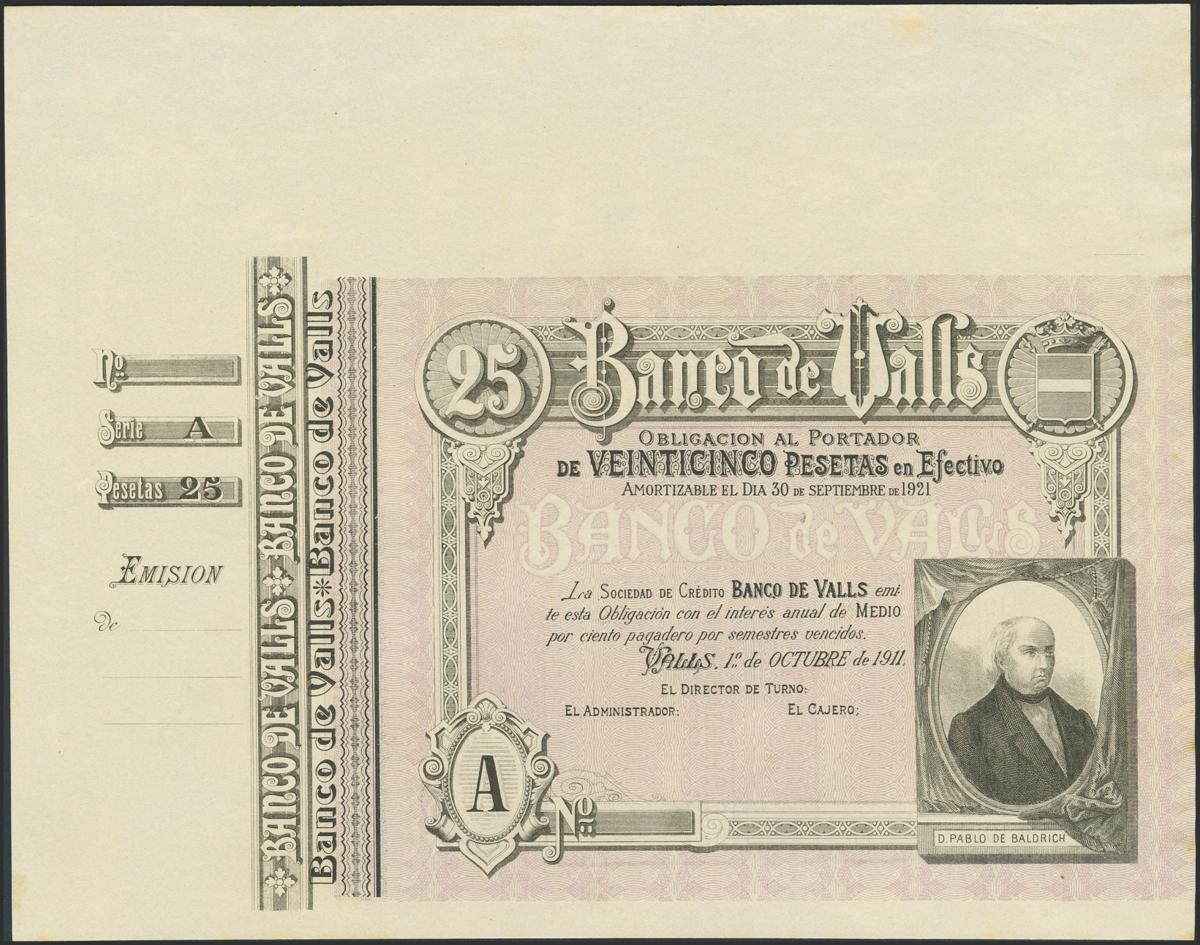 Nº
Serie A
Pesetas 25
EMISION
de
BANCO DE VALLS BANCO DE VALLS
Banco de Valls*Banco de Valls
25
Banco de Valls
OBLIGACION AL PORTADOR
DE VEINTICINCO PESETAS en Efectivo
AMORTIZABLE EL DIA 30 DE SEPTIEMBRE DE 1921
BANCO de VALLS
La SOCIEDAD DE CRÉDITO BANCO DE VALLS emi-
te esta Obligación con el interés anual de MEDIO
por ciento pagadero por semestres vencidos.
VALLS, 1º de OCTUBRE de 1911.
EL DIRECTOR DE TURNO:
EL ADMINISTRADOR: EL CAJERO;
A
Nº
D. PABLO DE BALDRICH